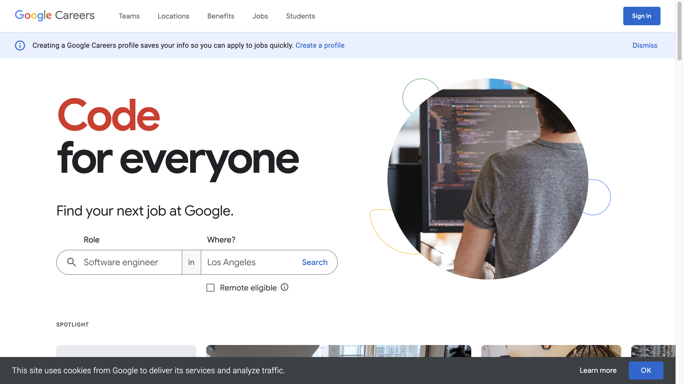 Google Careers
Teams
Locations
Benefits
Jobs
Students
Sign in
Creating a Google Careers profile saves your info so you can apply to jobs quickly. Create a profile
Dismiss
Code
for everyone
Find your next job at Google.
Role
Where?
Software engineer
in
Los Angeles
Search
Remote eligible
SPOTLIGHT
This site uses cookies from Google to deliver its services and analyze traffic.
Learn more
OK